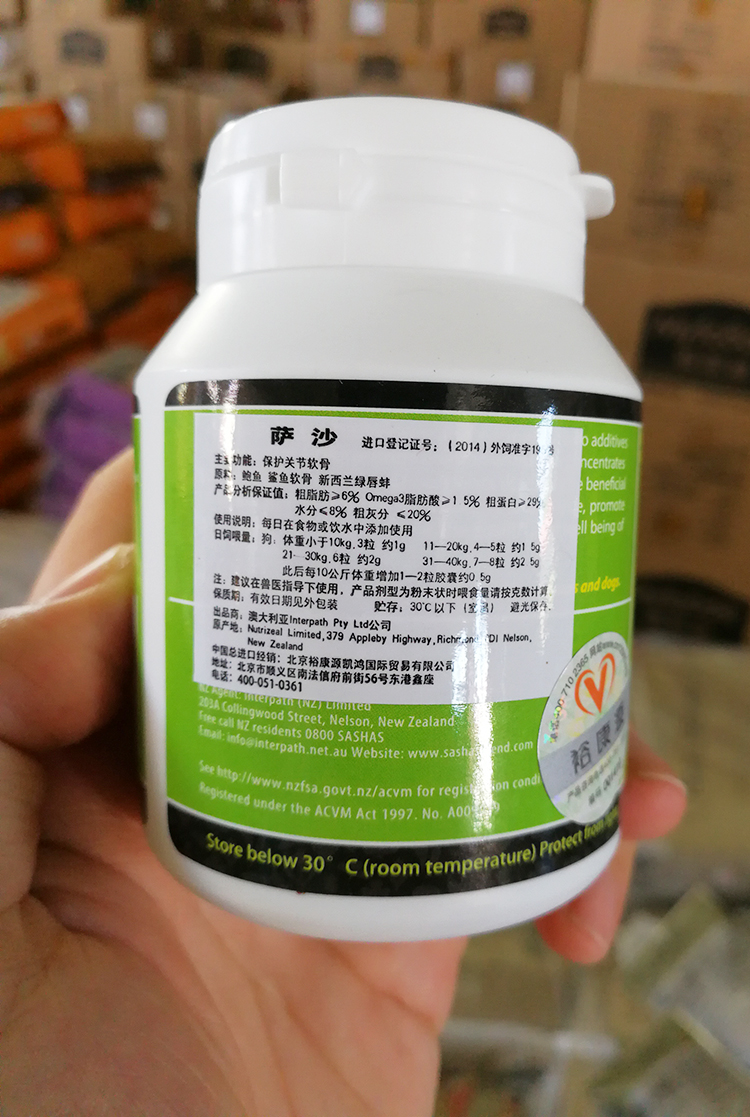 萨沙 进口登记证号：（2014）外饲准字19 号
主要功能：保护关节软骨
原料：鲍鱼 鲨鱼软骨 新西兰绿唇蚌
产品分析保证值：粗脂肪≥6% Omega3脂肪酸≥1 5% 粗蛋白≥29%
水分≤8% 粗灰分 ≤20%
使用说明：每日在食物或饮水中添加使用
日饲喂量：狗：体重小于10kg,3粒 约1g 11—20kg,4—5粒 约1 5g
21—30kg,6粒 约2g 31—40kg,7—8粒 约2 5g
此后每10公斤体重增加1—2粒胶囊约0.5g
注：建议在兽医指导下使用，产品剂型为粉末状时喂食量请按克数计算。
保质期：有效日期见外包装 贮存：30℃以下（室温） 避光保存。
出品商：澳大利亚Interpath Pty Ltd公司
原产地：Nutrizeal Limited,379 Appleby Highway,Richmond RD1 Nelson,
New Zealand
中国总进口经销：北京裕康源凯鸿国际贸易有限公司
地址：北京市顺义区南法信府前街56号东港鑫座
电话：400-051-0361
additives
ncentrates
beneficial
promote
ell being of
s and dogs.
NZ Agent: Interpath (NZ) Limited
203A Collingwood Street, Nelson, New Zealand
Free call NZ residents 0800 SASHAS
Email: info@interpath.net.au Website: www.sashasblend.com
See http://www.nzfsa.govt.nz/acvm for registration condi
Registered under the ACVM Act 1997. No. A005
Store below 30° C (room temperature) Protect from
裕康源